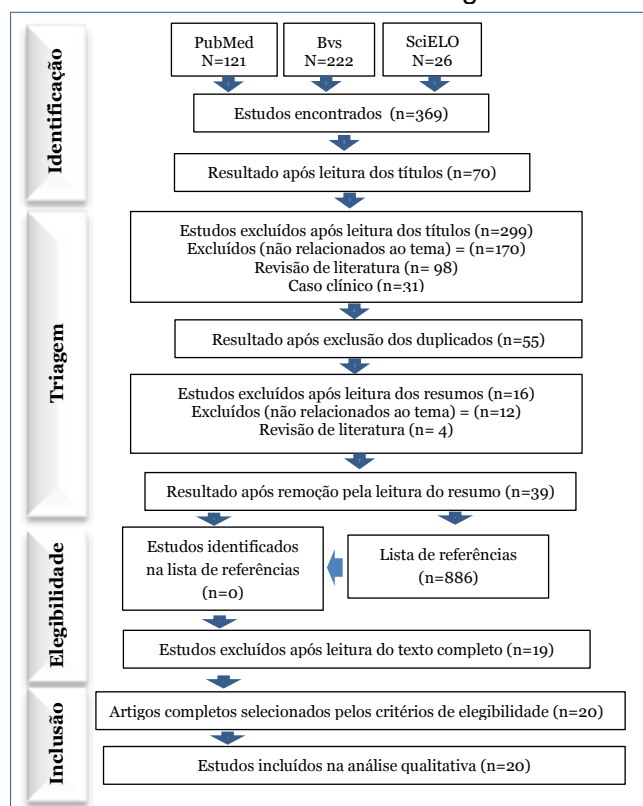 PubMed
N=121
Bvs
N=222
SciELO
N=26
Identificação
Estudos encontrados (n=369)
Resultado após leitura dos títulos (n=70)
Triagem
Estudos excluídos após leitura dos títulos (n=299)
Excluídos (não relacionados ao tema) = (n=170)
Revisão de literatura (n= 98)
Caso clínico (n=31)
Resultado após exclusão dos duplicados (n=55)
Estudos excluídos após leitura dos resumos (n=16)
Excluídos (não relacionados ao tema) = (n=12)
Revisão de literatura (n= 4)
Resultado após remoção pela leitura do resumo (n=39)
Elegibilidade
Estudos identificados
na lista de referências
(n=0)
Lista de referências
(n=886)
Estudos excluídos após leitura do texto completo (n=19)
Inclusão
Artigos completos selecionados pelos critérios de elegibilidade (n=20)
Estudos incluídos na análise qualitativa (n=20)